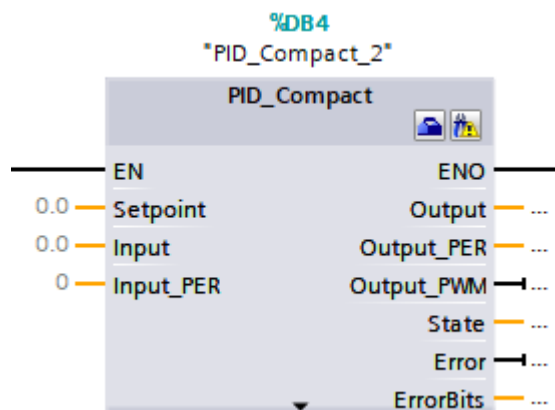 %DB4
"PID_Compact_2"
PID_Compact
EN ENO
0.0 Setpoint Output ...
0.0 Input Output_PER ...
0 Input_PER Output_PWM ...
State ...
Error ...
ErrorBits ...